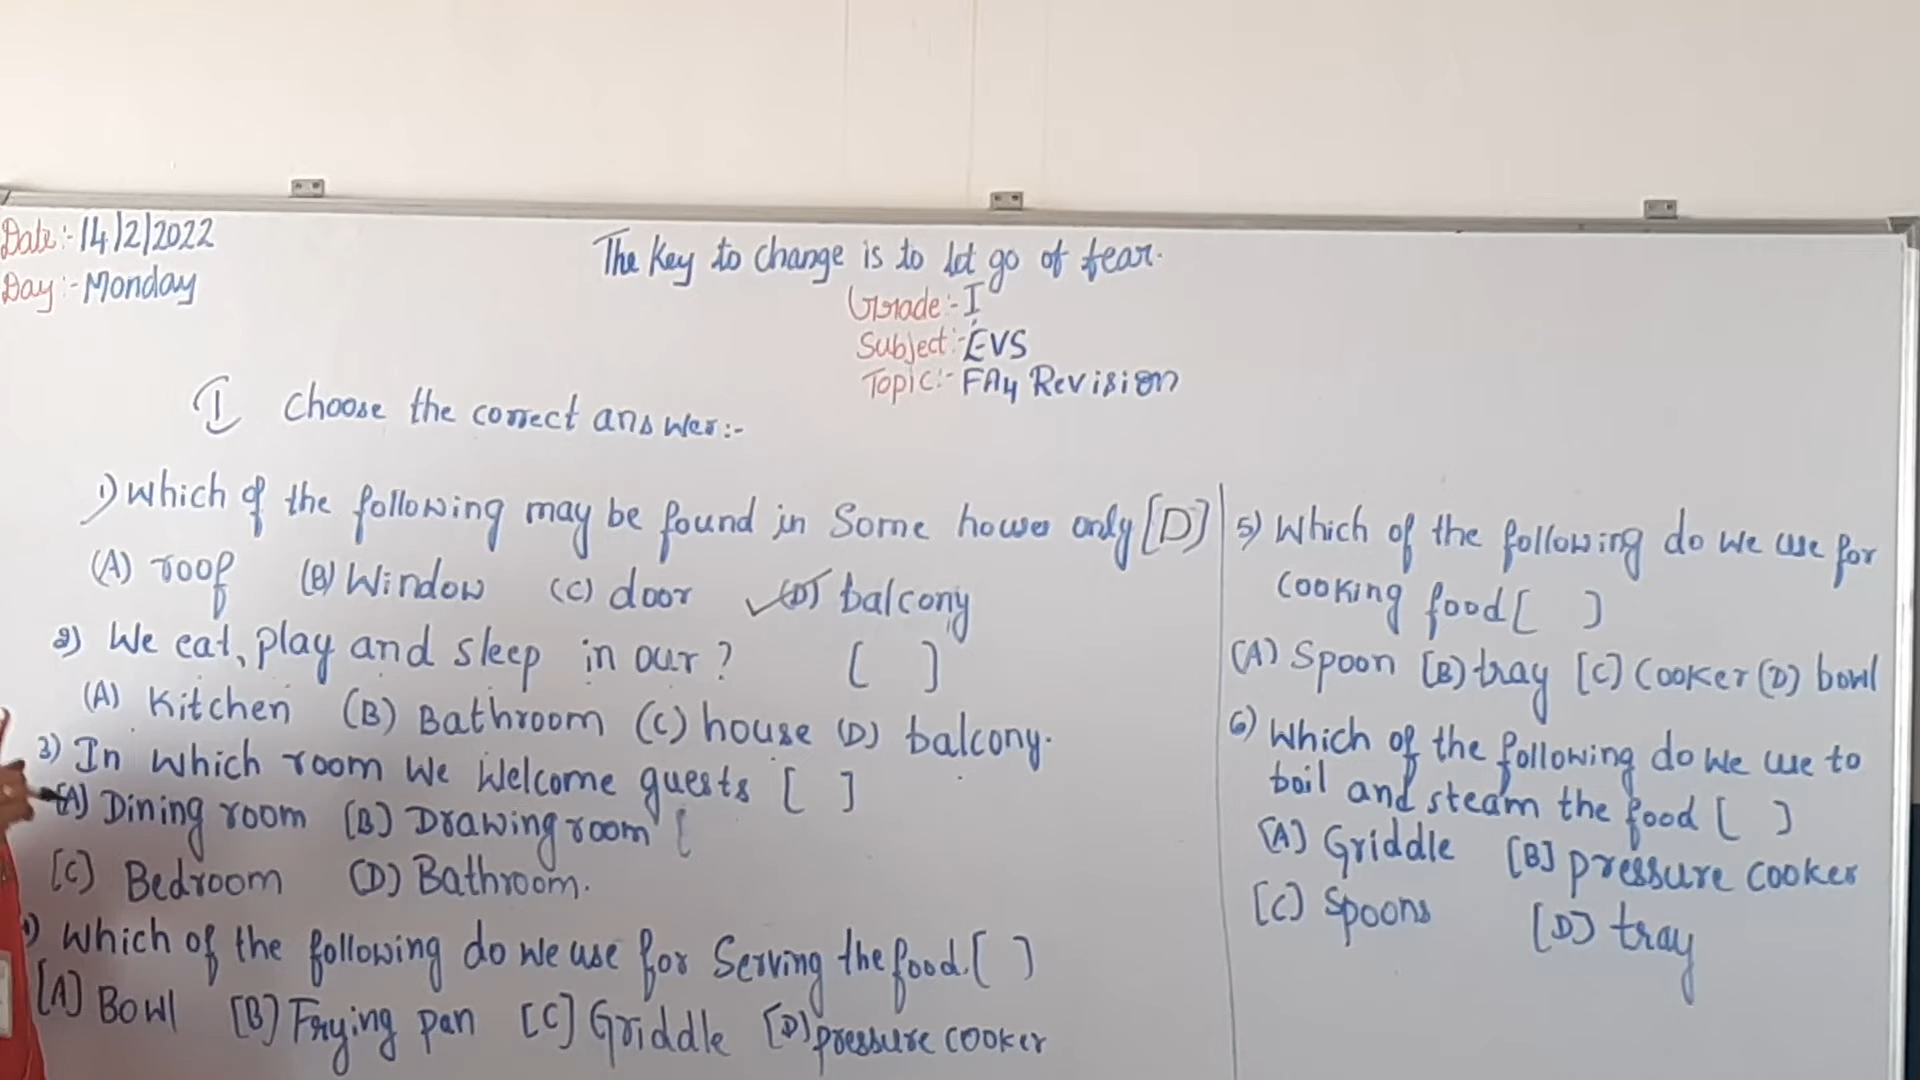 Date:- 14/2/2022
Day:- Monday
The Key to change is to let go of fear.
Grade:- I
Subject:- EVS
Topic:- FA4 Revision
I Choose the correct answer:-
1) Which of the following may be found in Some houses only [D]
(A) roof (B) Window (C) door (D) balcony
2) We eat, play and sleep in our? [ ]
(A) Kitchen (B) Bathroom (C) house (D) balcony.
3) In which room we Welcome guests [ ]
(A) Dining room (B) Drawing room [
[C) Bedroom (D) Bathroom.
) Which of the following do we use for Serving the food. [ ]
[A] Bowl [B] Frying pan [C] Griddle [D] pressure cooker
5) Which of the following do we use for
cooking food [ ]
(A) Spoon [B) tray [C] Cooker (D) bowl
6) Which of the following do we use to
boil and steam the food [ ]
[A] Griddle [B] pressure cooker
[C] Spoons [D] tray